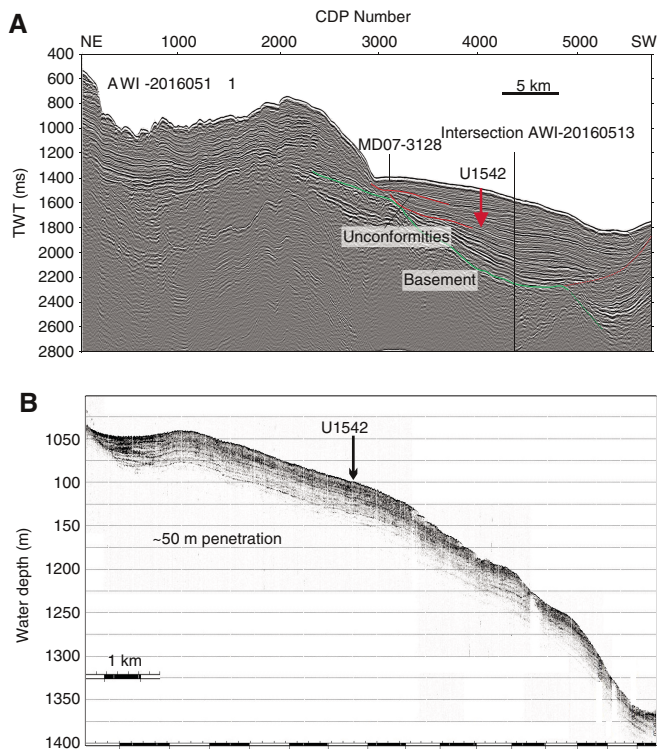 CDP Number
A
NE 1000 2000 3000 4000 5000 SW
400
600
800
1000
1200
1400
1600
1800
2000
2200
2400
2600
2800
TWT (ms)
AWI -2016051 1
5 km
Intersection AWI-20160513
MD07-3128
U1542
Unconformities
Basement
B
U1542
1050
100
150
1200
1250
1300
1350
1400
Water depth (m)
~50 m penetration
1 km